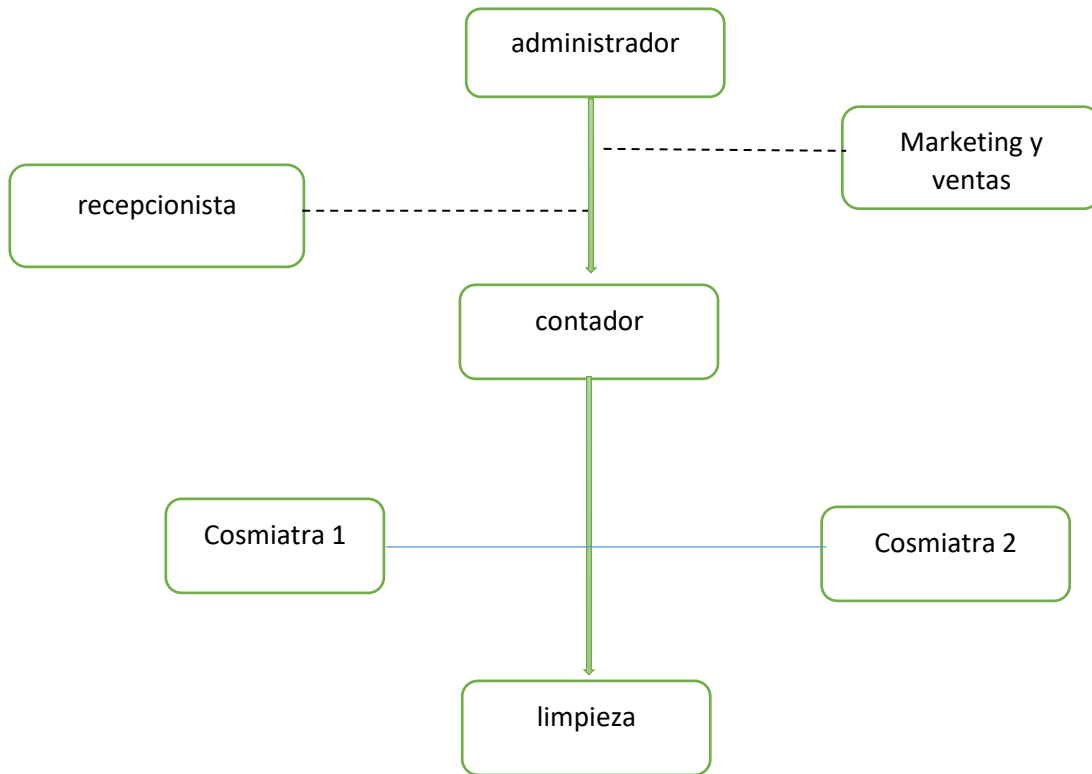 administrador
Marketing y
ventas
recepcionista
contador
Cosmiatra 1
Cosmiatra 2
limpieza